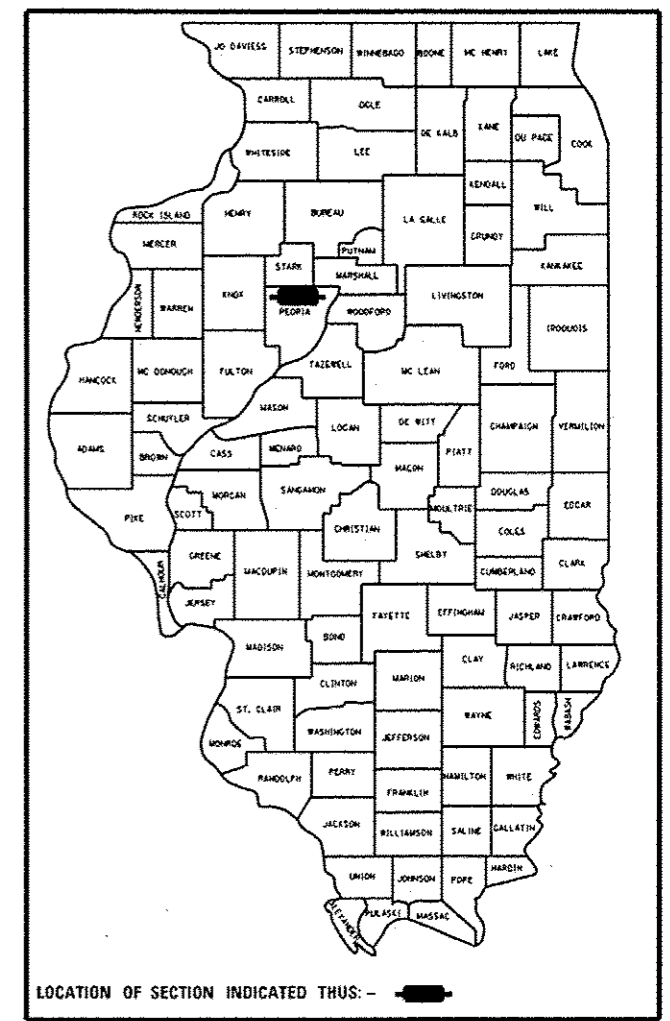 JO DAVIESS STEPHENSON WINNEBAGO BOONE MC HENRY LAKE
CARROLL OGLE DE KALB KANE DU PAGE COOK
WHITESIDE LEE
KENDALL WILL
ROCK ISLAND HENRY BUREAU LA SALLE GRUNDY
MERCER PUTNAM KANKAKEE
STARK MARSHALL
HENDERSON WARREN KNOX PEORIA WOODFORD LIVINGSTON IROQUOIS
HANCOCK MC DONOUGH FULTON TAZEWELL MC LEAN FORD
SCHUYLER MASON LOGAN DE WITT CHAMPAIGN VERMILION
ADAMS BROWN CASS MENARD PIATT
MACON
PIKE SCOTT MORGAN SANGAMON MOULTRIE DOUGLAS EDGAR
CHRISTIAN COLES
GREENE MACOUPIN MONTGOMERY SHELBY CUMBERLAND CLARK
CALHOUN JERSEY
FAYETTE EFFINGHAM JASPER CRAWFORD
MADISON BOND
CLINTON MARION CLAY RICHLAND LAWRENCE
ST. CLAIR WAYNE EDWARDS WABASH
MONROE WASHINGTON JEFFERSON
RANDOLPH PERRY HAMILTON WHITE
FRANKLIN
JACKSON WILLIAMSON SALINE GALLATIN
UNION JOHNSON POPE HARDIN
ALEXANDER PULASKI MASSAC
LOCATION OF SECTION INDICATED THUS: -